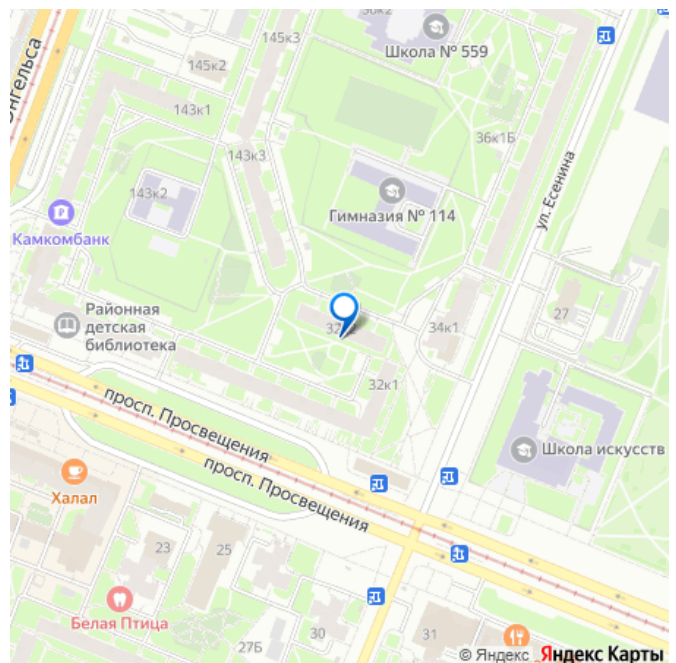 36к2
145к3
Школа № 559
Энгельса
145к2
143к1
36к1Б
143к3
ул. Есенина
143к2
Гимназия № 114
Камкомбанк
Районная
детская
библиотека
27
34к1
32к1
просп. Просвещения
Школа искусств
просп. Просвещения
Халал
23
25
Белая Птица
30
31
27Б
© Яндекс Яндекс Карты